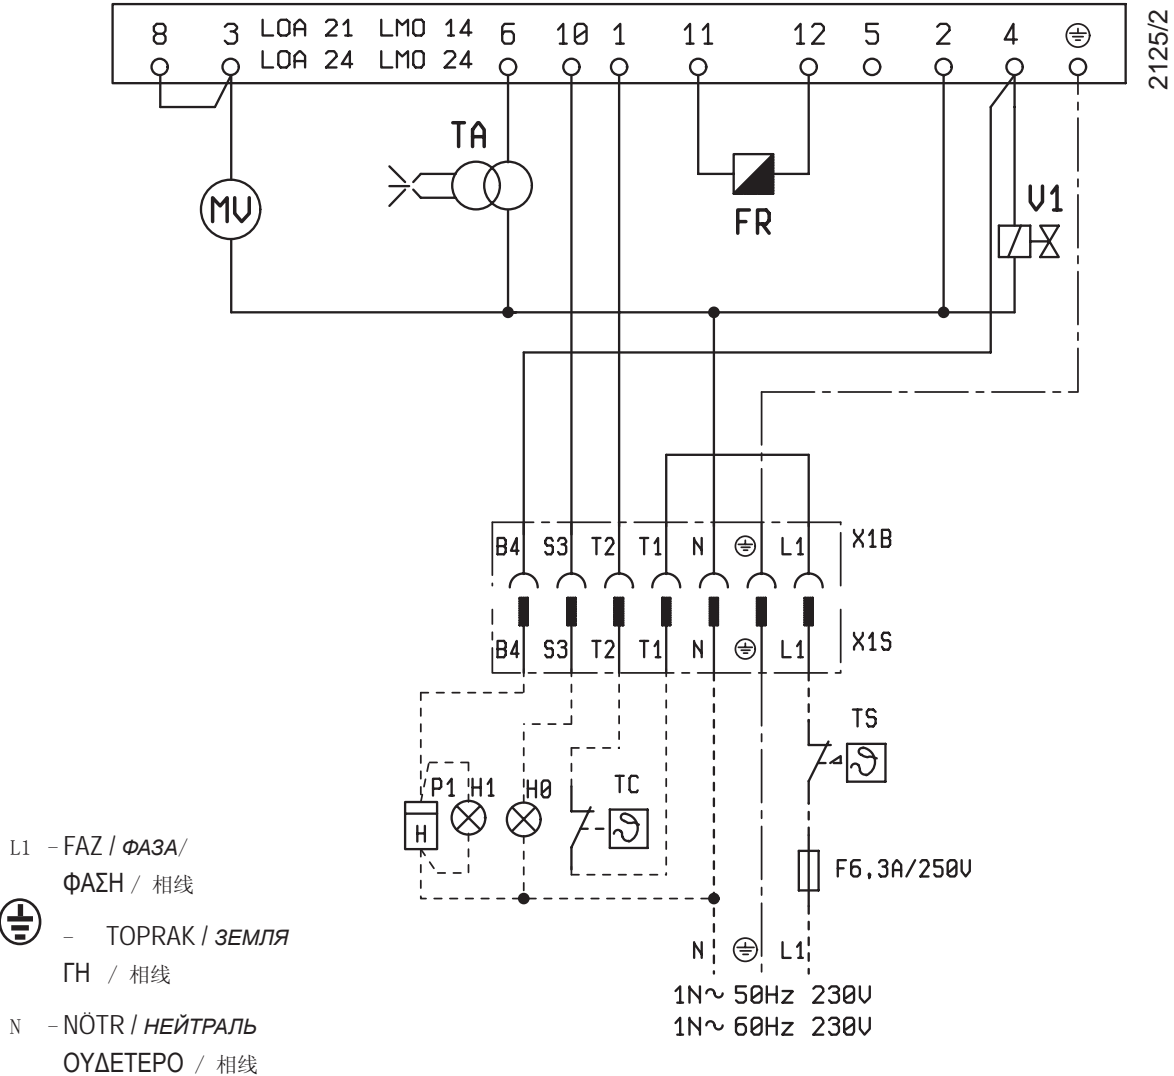 8 3 LOA 21 LMO 14 6 10 1 11 12 5 2 4
LOA 24 LMO 24
2125/2
TA
MV
FR
V1
B4 S3 T2 T1 N L1 X1B
B4 S3 T2 T1 N L1 X1S
TS
P1 H1 H0 TC
H
F6,3A/250V
N L1
1N~ 50Hz 230V
1N~ 60Hz 230V
L1 – FAZ / ФАЗА/
ΦΑΣΗ / 相线
– TOPRAK / ЗЕМЛЯ
ΓΗ / 相线
N – NÖTR / НЕЙТРАЛЬ
ΟΥΔΕΤΕΡΟ / 相线